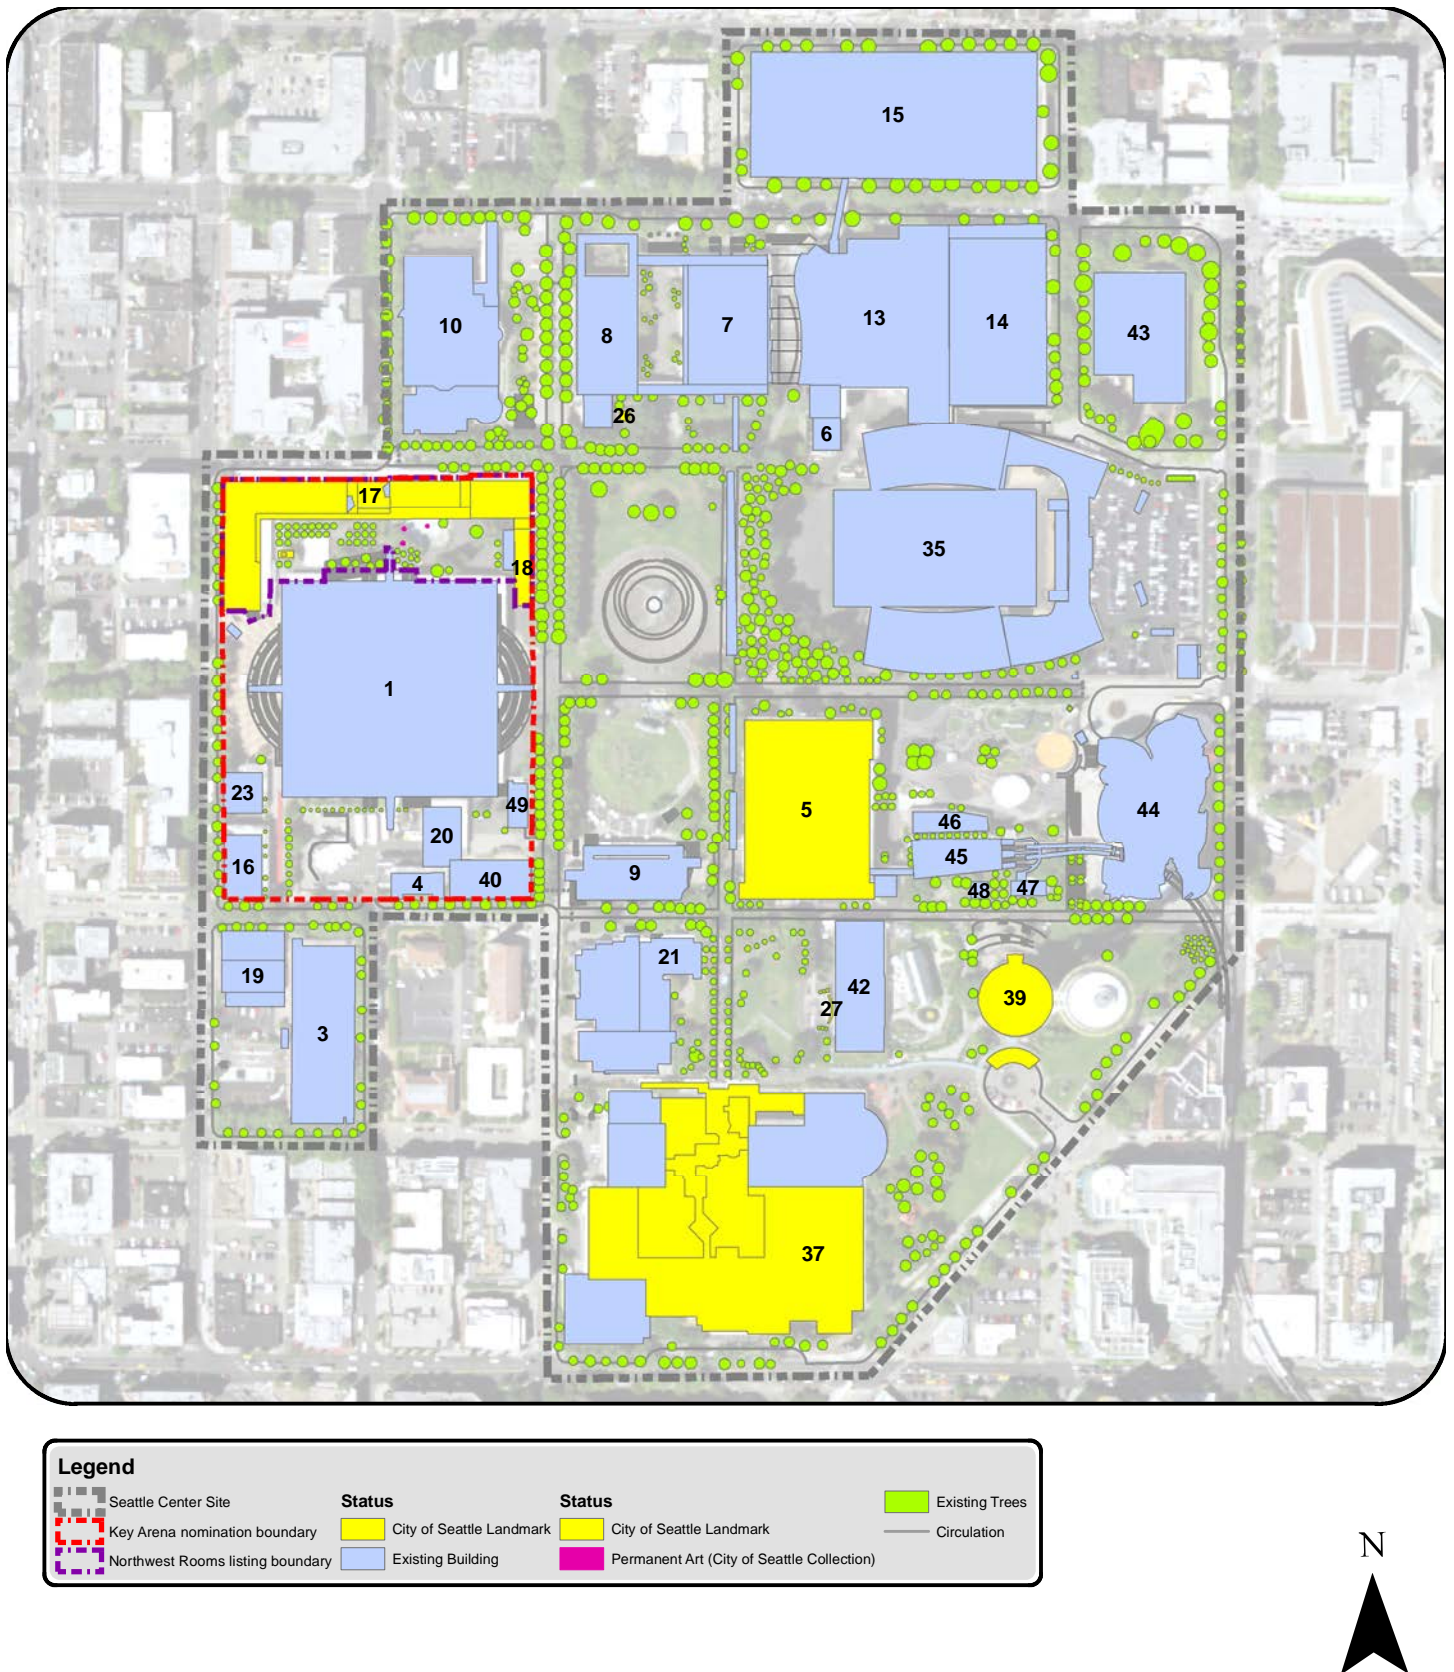 15
10
8
7
13
14
43
26
6
17
18
35
1
23
49
5
46
44
20
45
16
4
40
9
48
47
21
19
42
39
27
3
37
Legend
Seattle Center Site
Status
Status
Existing Trees
Key Arena nomination boundary
City of Seattle Landmark
City of Seattle Landmark
Circulation
Northwest Rooms listing boundary
Existing Building
Permanent Art (City of Seattle Collection)
N